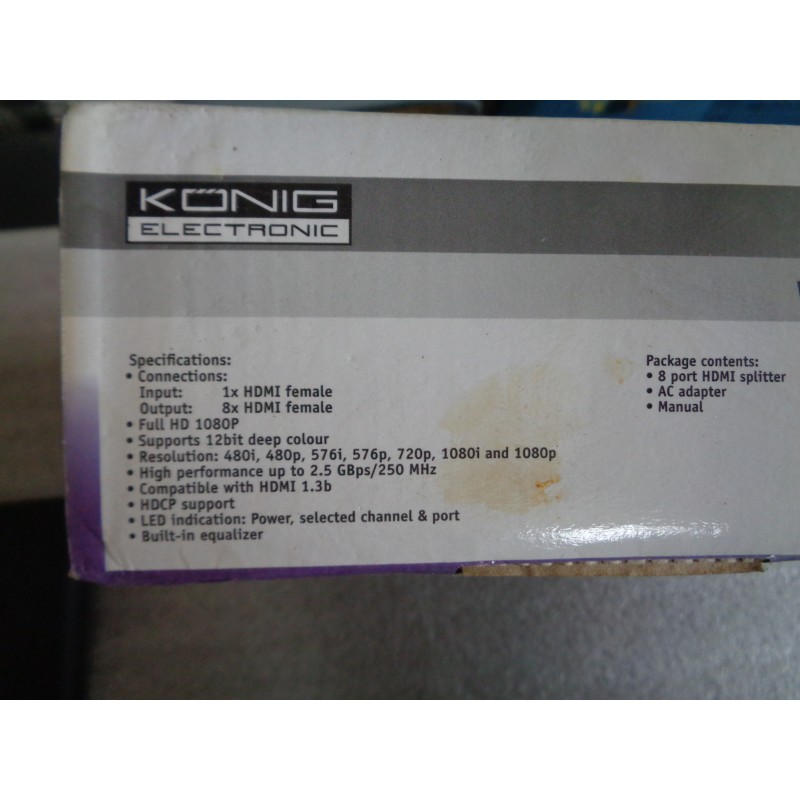 KÖNIG
ELECTRONIC
Specifications:
• Connections:
Input: 1x HDMI female
Output: 8x HDMI female
• Full HD 1080P
• Supports 12bit deep colour
• Resolution: 480i, 480p, 576i, 576p, 720p, 1080i and 1080p
• High performance up to 2.5 GBps/250 MHz
• Compatible with HDMI 1.3b
• HDCP support
• LED indication: Power, selected channel & port
• Built-in equalizer
Package contents:
• 8 port HDMI splitter
• AC adapter
• Manual